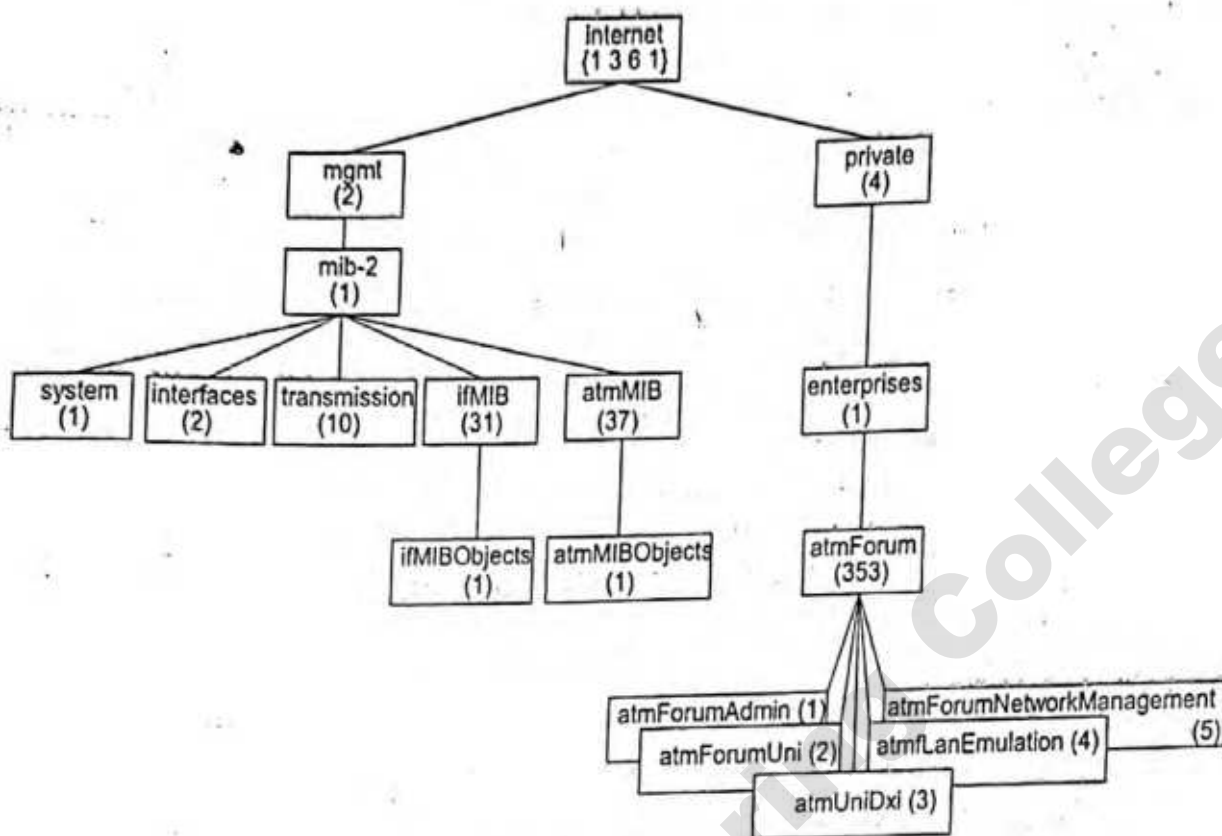 internet
{1 3 6 1}
mgmt
(2)
private
(4)
mib-2
(1)
system
(1)
interfaces
(2)
transmission
(10)
ifMIB
(31)
atmMIB
(37)
enterprises
(1)
ifMIBObjects
(1)
atmMIBObjects
(1)
atmForum
(353)
atmForumAdmin (1)
atmForumNetworkManagement
(5)
atmForumUni (2)
atmfLanEmulation (4)
atmUniDxi (3)
College